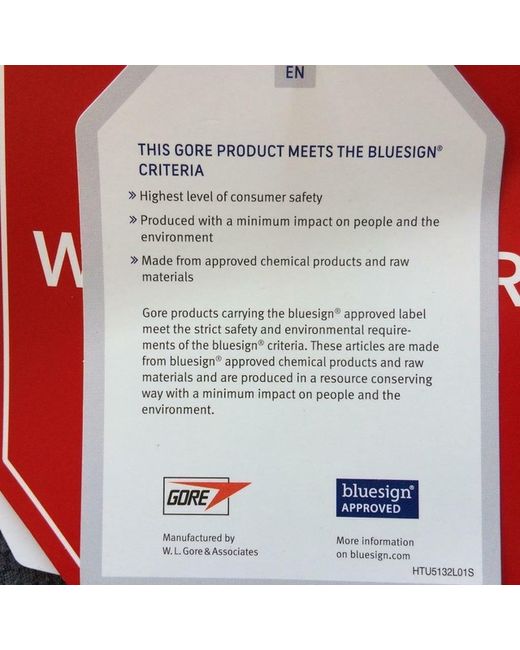 EN
THIS GORE PRODUCT MEETS THE BLUESIGN®
CRITERIA
» Highest level of consumer safety
» Produced with a minimum impact on people and the
environment
» Made from approved chemical products and raw
materials
W
R
Gore products carrying the bluesign® approved label
meet the strict safety and environmental require-
ments of the bluesign® criteria. These articles are made
from bluesign® approved chemical products and raw
materials and are produced in a resource conserving
way with a minimum impact on people and the
environment.
GORE
bluesign®
APPROVED
Manufactured by
W. L. Gore & Associates
More information
on bluesign.com
HTU5132L01S